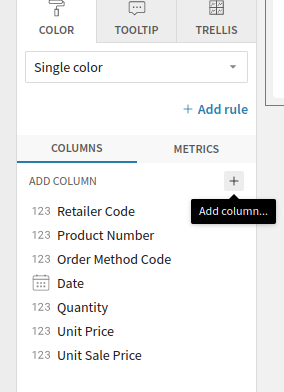 COLOR TOOLTIP TRELLIS
Single color
+ Add rule
COLUMNS METRICS
ADD COLUMN +
Add column...
123 Retailer Code
123 Product Number
123 Order Method Code
Date
123 Quantity
123 Unit Price
123 Unit Sale Price